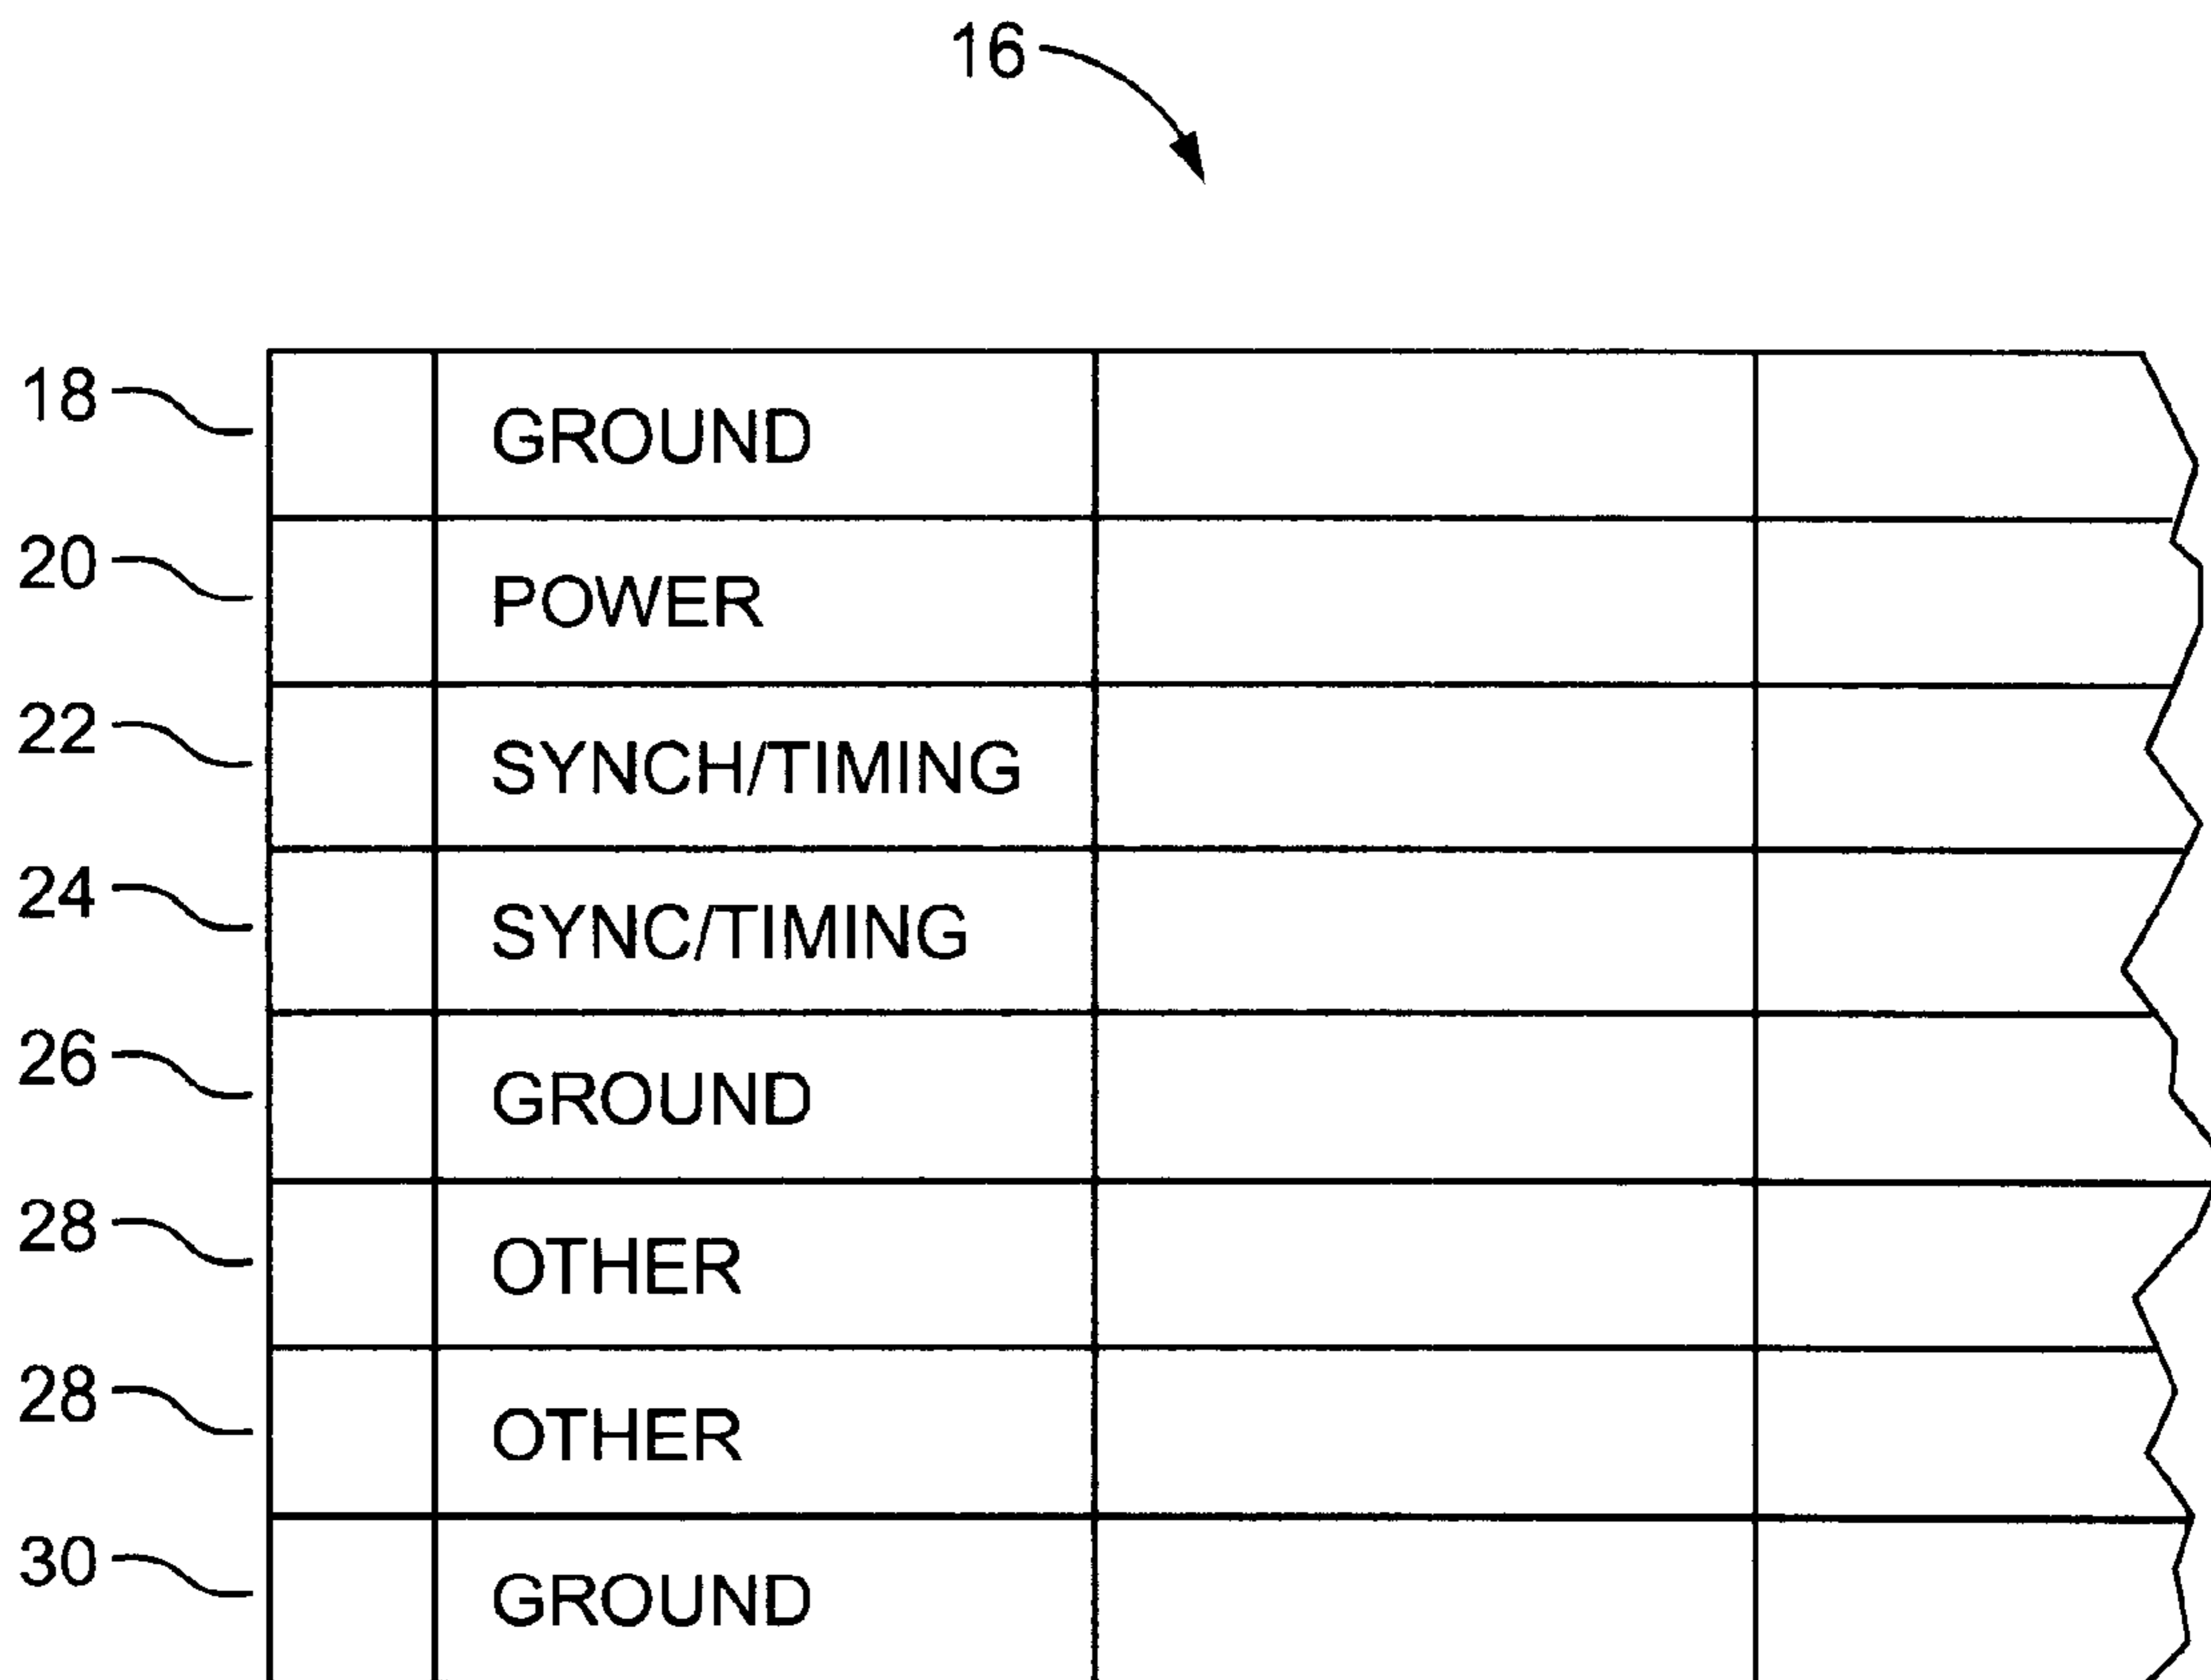 16
18 GROUND
20 POWER
22 SYNCH/TIMING
24 SYNC/TIMING
26 GROUND
28 OTHER
28 OTHER
30 GROUND